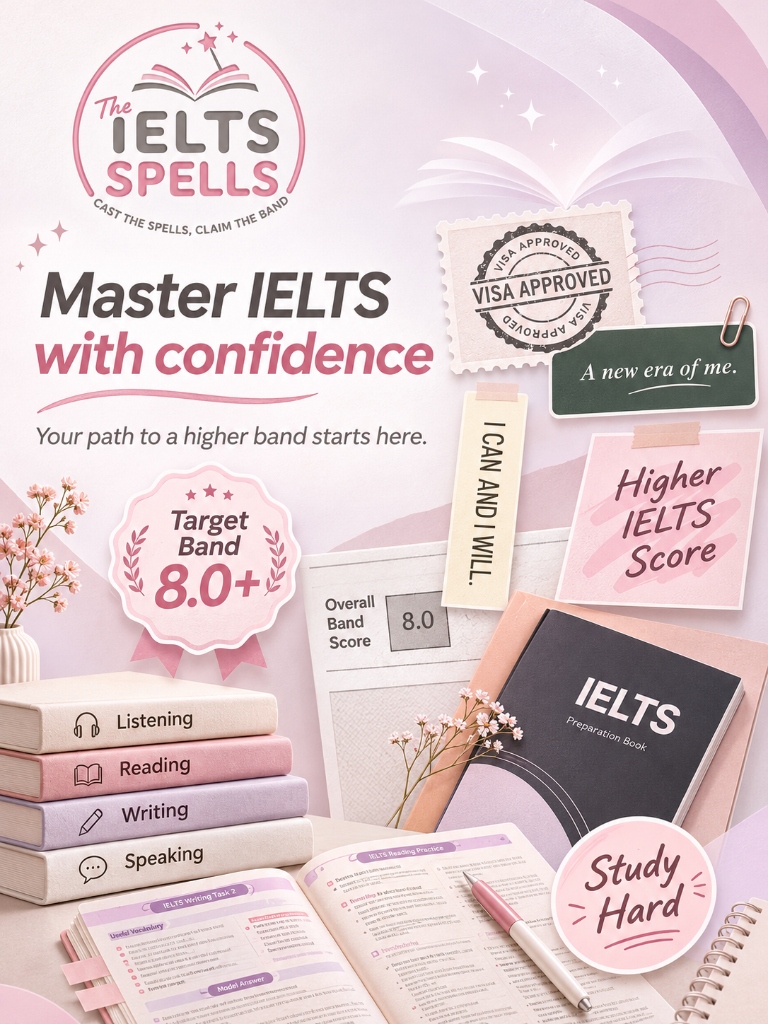 The
IELTS
SPELLS
CAST THE SPELLS, CLAIM THE BAND
Master IELTS
with confidence
Your path to a higher band starts here.
VISA APPROVED
VISA APPROVED
VISA APPROVED
A new era of me.
I CAN AND I WILL.
Higher
IELTS
Score
Target
Band
8.0+
Overall
Band
Score
8.0
IELTS
Preparation Book
Listening
Reading
Writing
Speaking
IELTS Writing Task 2
Useful Vocabulary
Model Answer
IELTS Reading Practice
Study
Hard